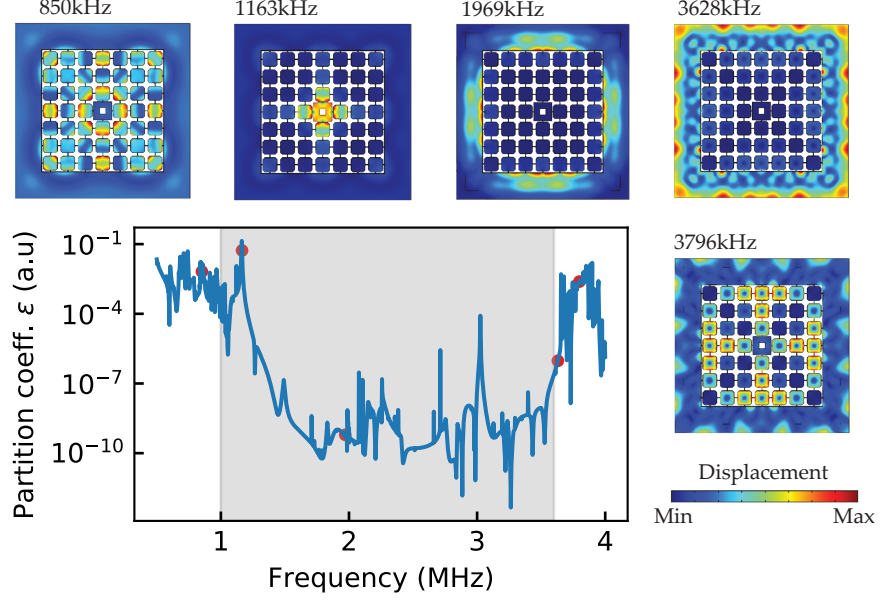 850kHz
1163kHz
1969kHz
3628kHz
3796kHz
Partition coeff. ε (a.u)
10⁻¹
10⁻⁴
10⁻⁷
10⁻¹⁰
1 2 3 4
Frequency (MHz)
Displacement
Min Max